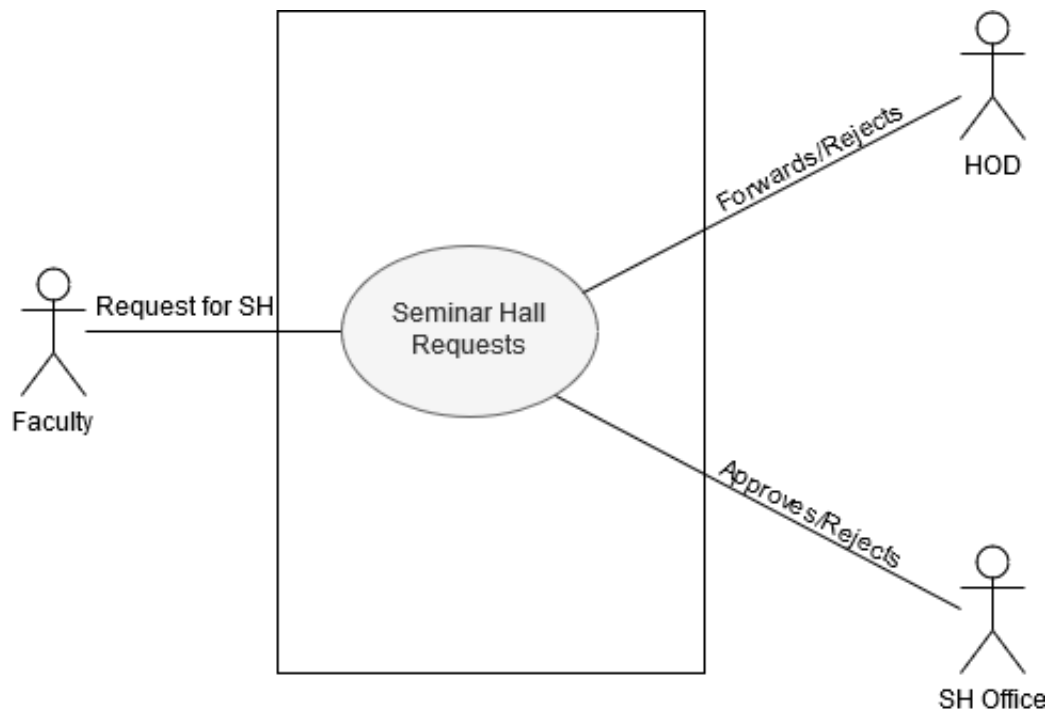 HOD
Forwards/Rejects
Request for SH
Seminar Hall
Requests
Faculty
Approves/Rejects
SH Office